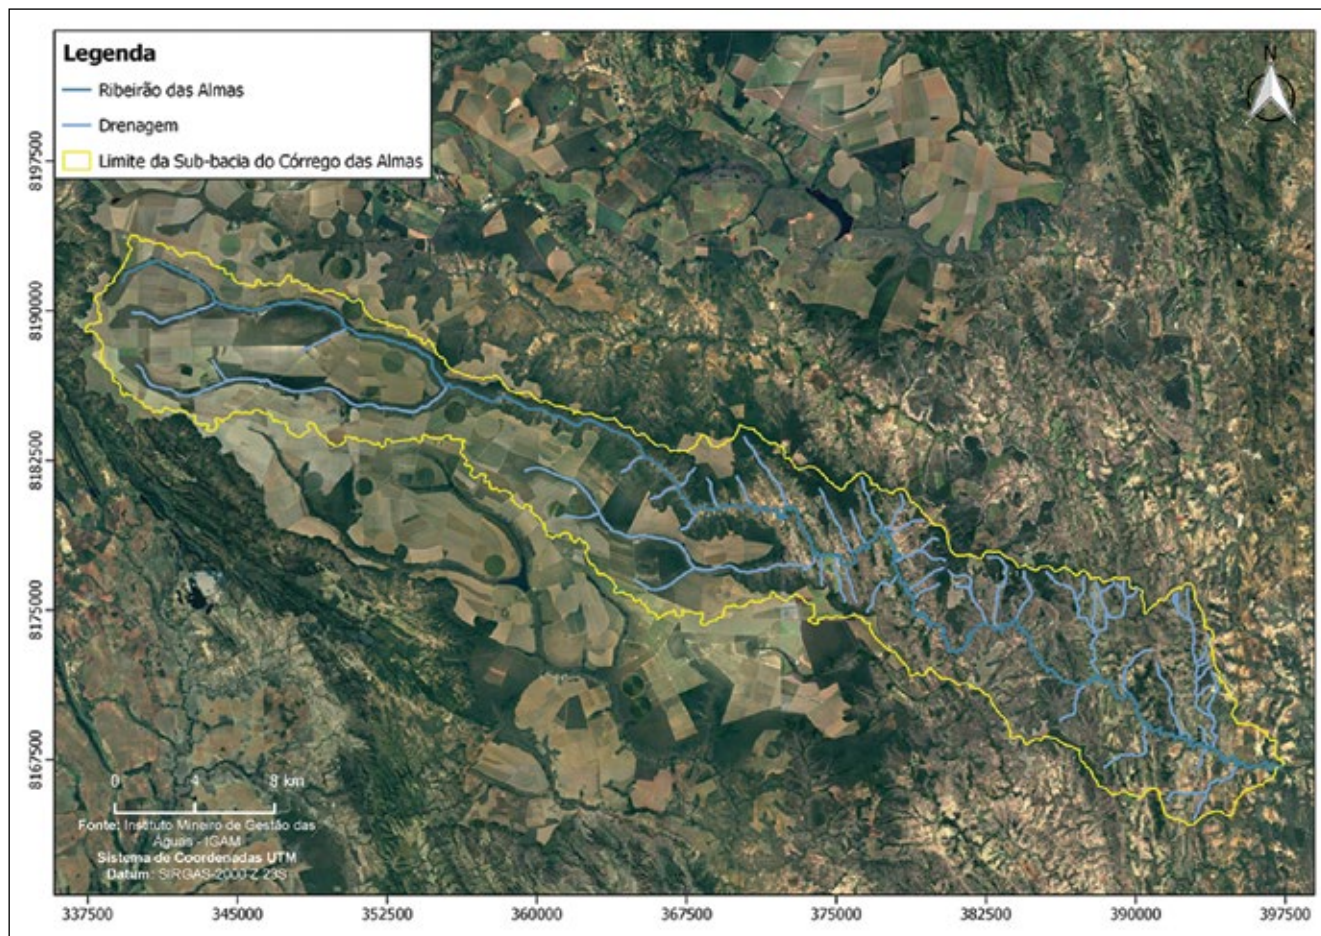 Legenda
Ribeirão das Almas
Drenagem
Limite da Sub-bacia do Córrego das Almas
N
8197500
8190000
8182500
8175000
8167500
0 4 8 km
Fonte: Instituto Mineiro de Gestão das
Águas - IGAM
Sistema de Coordenadas UTM
Datum: SIRGAS-2000 Z 23S
337500 345000 352500 360000 367500 375000 382500 390000 397500